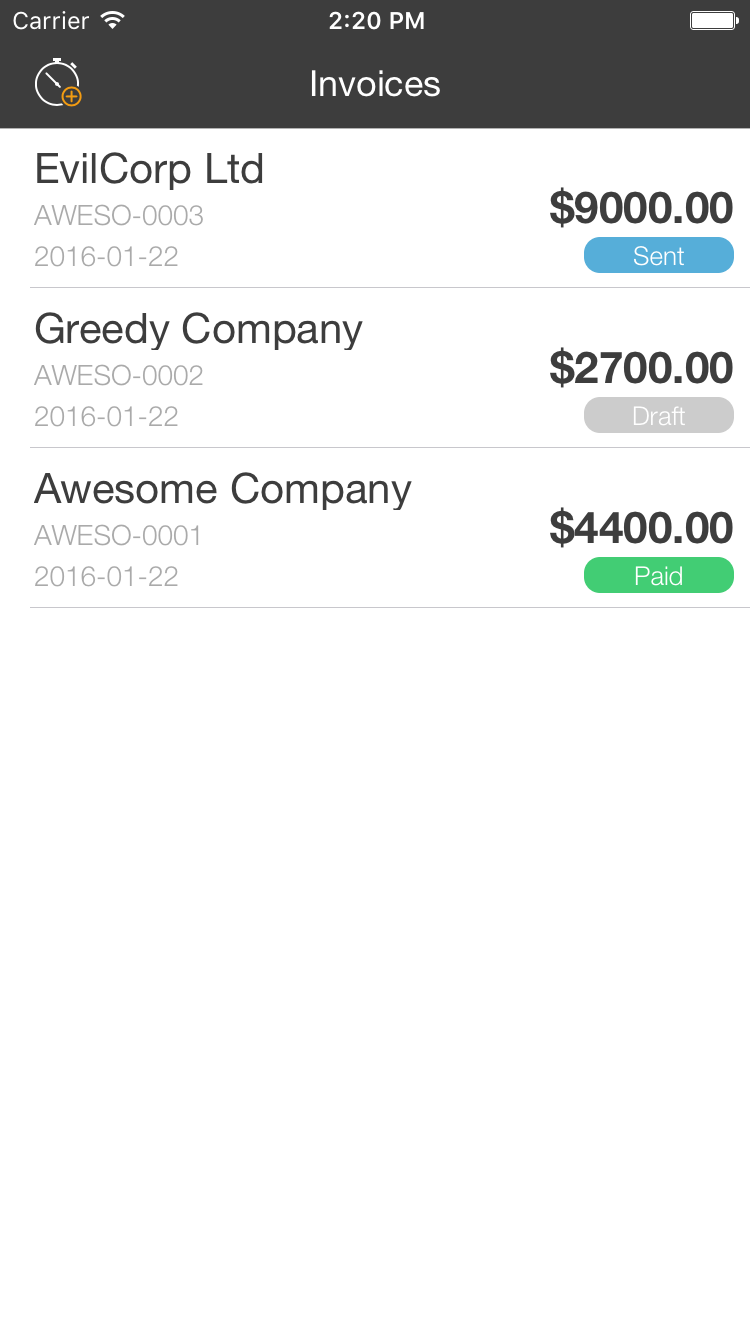 Carrier 2:20 PM
Invoices
EvilCorp Ltd
AWESO-0003
$9000.00
2016-01-22
Sent
Greedy Company
AWESO-0002
$2700.00
2016-01-22
Draft
Awesome Company
AWESO-0001
$4400.00
2016-01-22
Paid